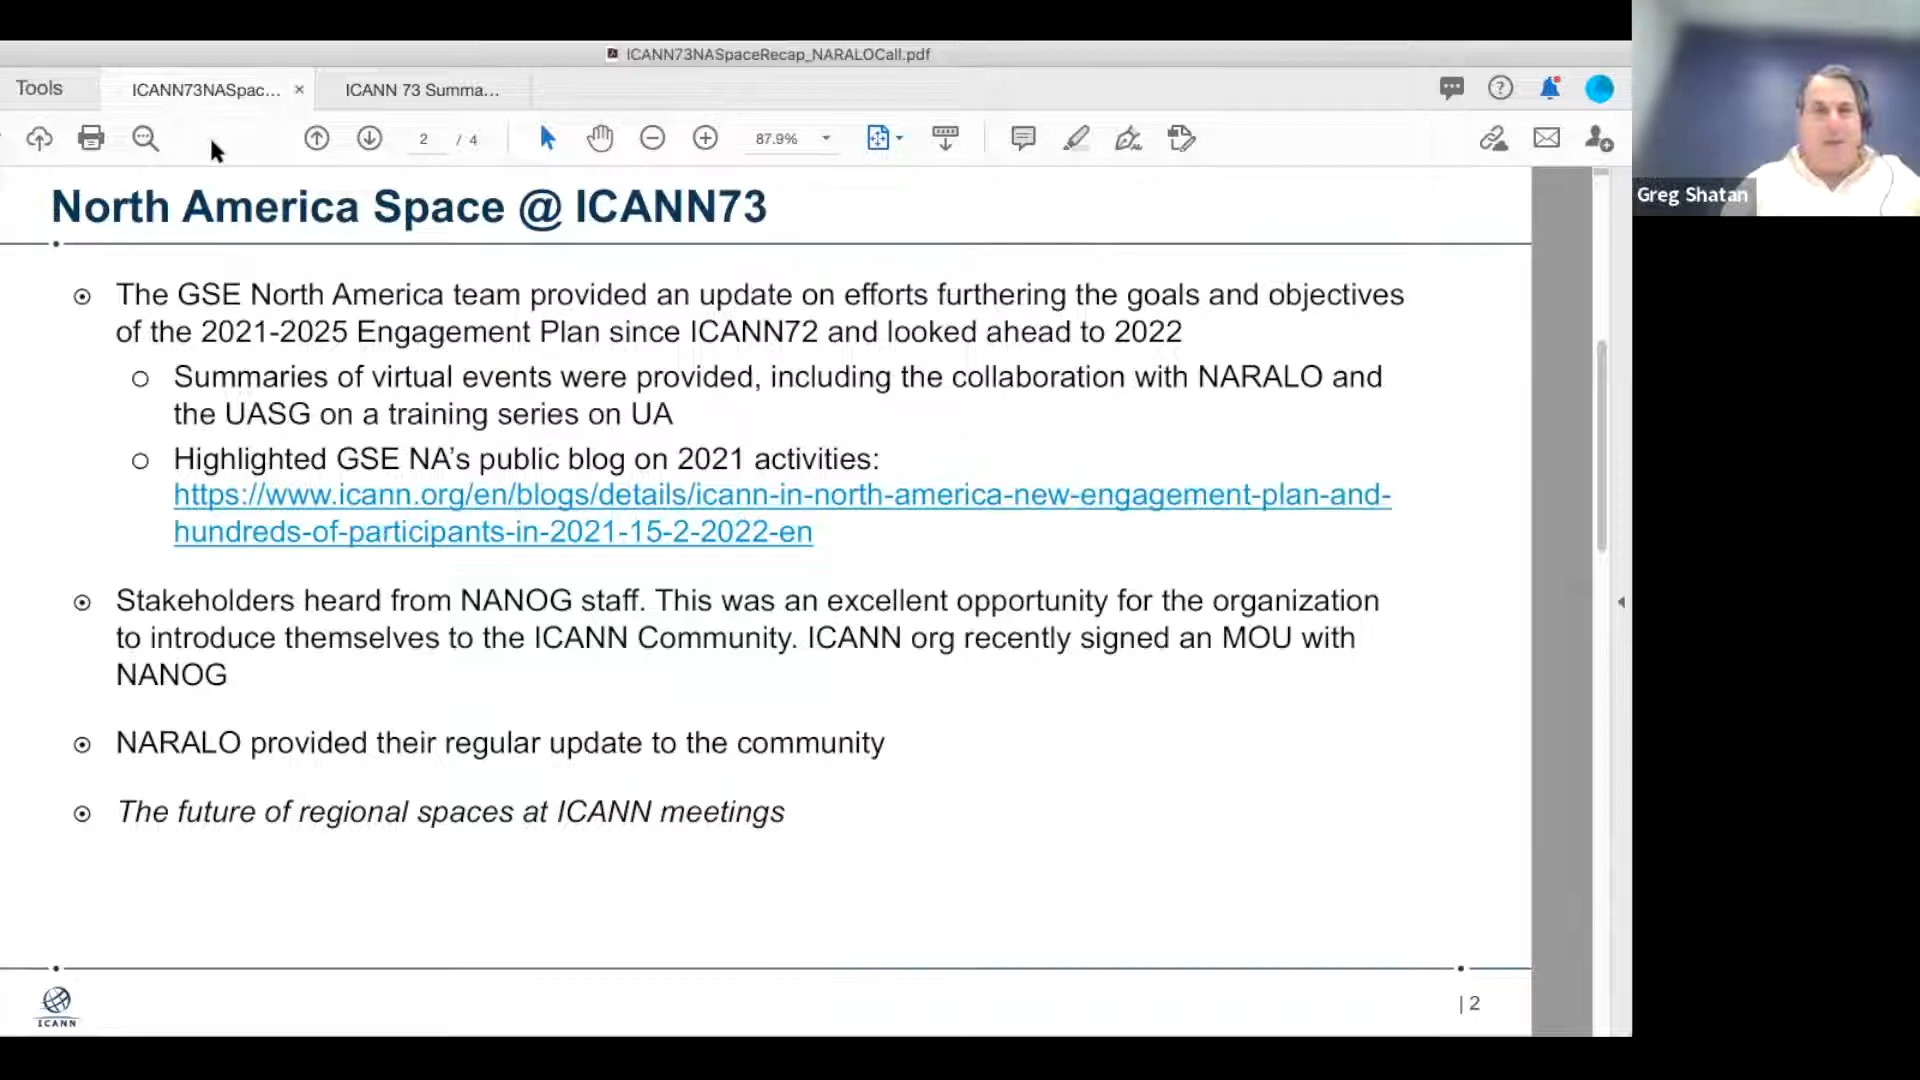 ICANN73NASpaceRecap_NARALOCall.pdf
Tools
ICANN73NASpac... ×
ICANN 73 Summa...
2 / 4
87.9%
North America Space @ ICANN73
The GSE North America team provided an update on efforts furthering the goals and objectives
of the 2021-2025 Engagement Plan since ICANN72 and looked ahead to 2022
Summaries of virtual events were provided, including the collaboration with NARALO and
the UASG on a training series on UA
Highlighted GSE NA’s public blog on 2021 activities:
https://www.icann.org/en/blogs/details/icann-in-north-america-new-engagement-plan-and-
hundreds-of-participants-in-2021-15-2-2022-en
Stakeholders heard from NANOG staff. This was an excellent opportunity for the organization
to introduce themselves to the ICANN Community. ICANN org recently signed an MOU with
NANOG
NARALO provided their regular update to the community
The future of regional spaces at ICANN meetings
ICANN
| 2
Greg Shatan